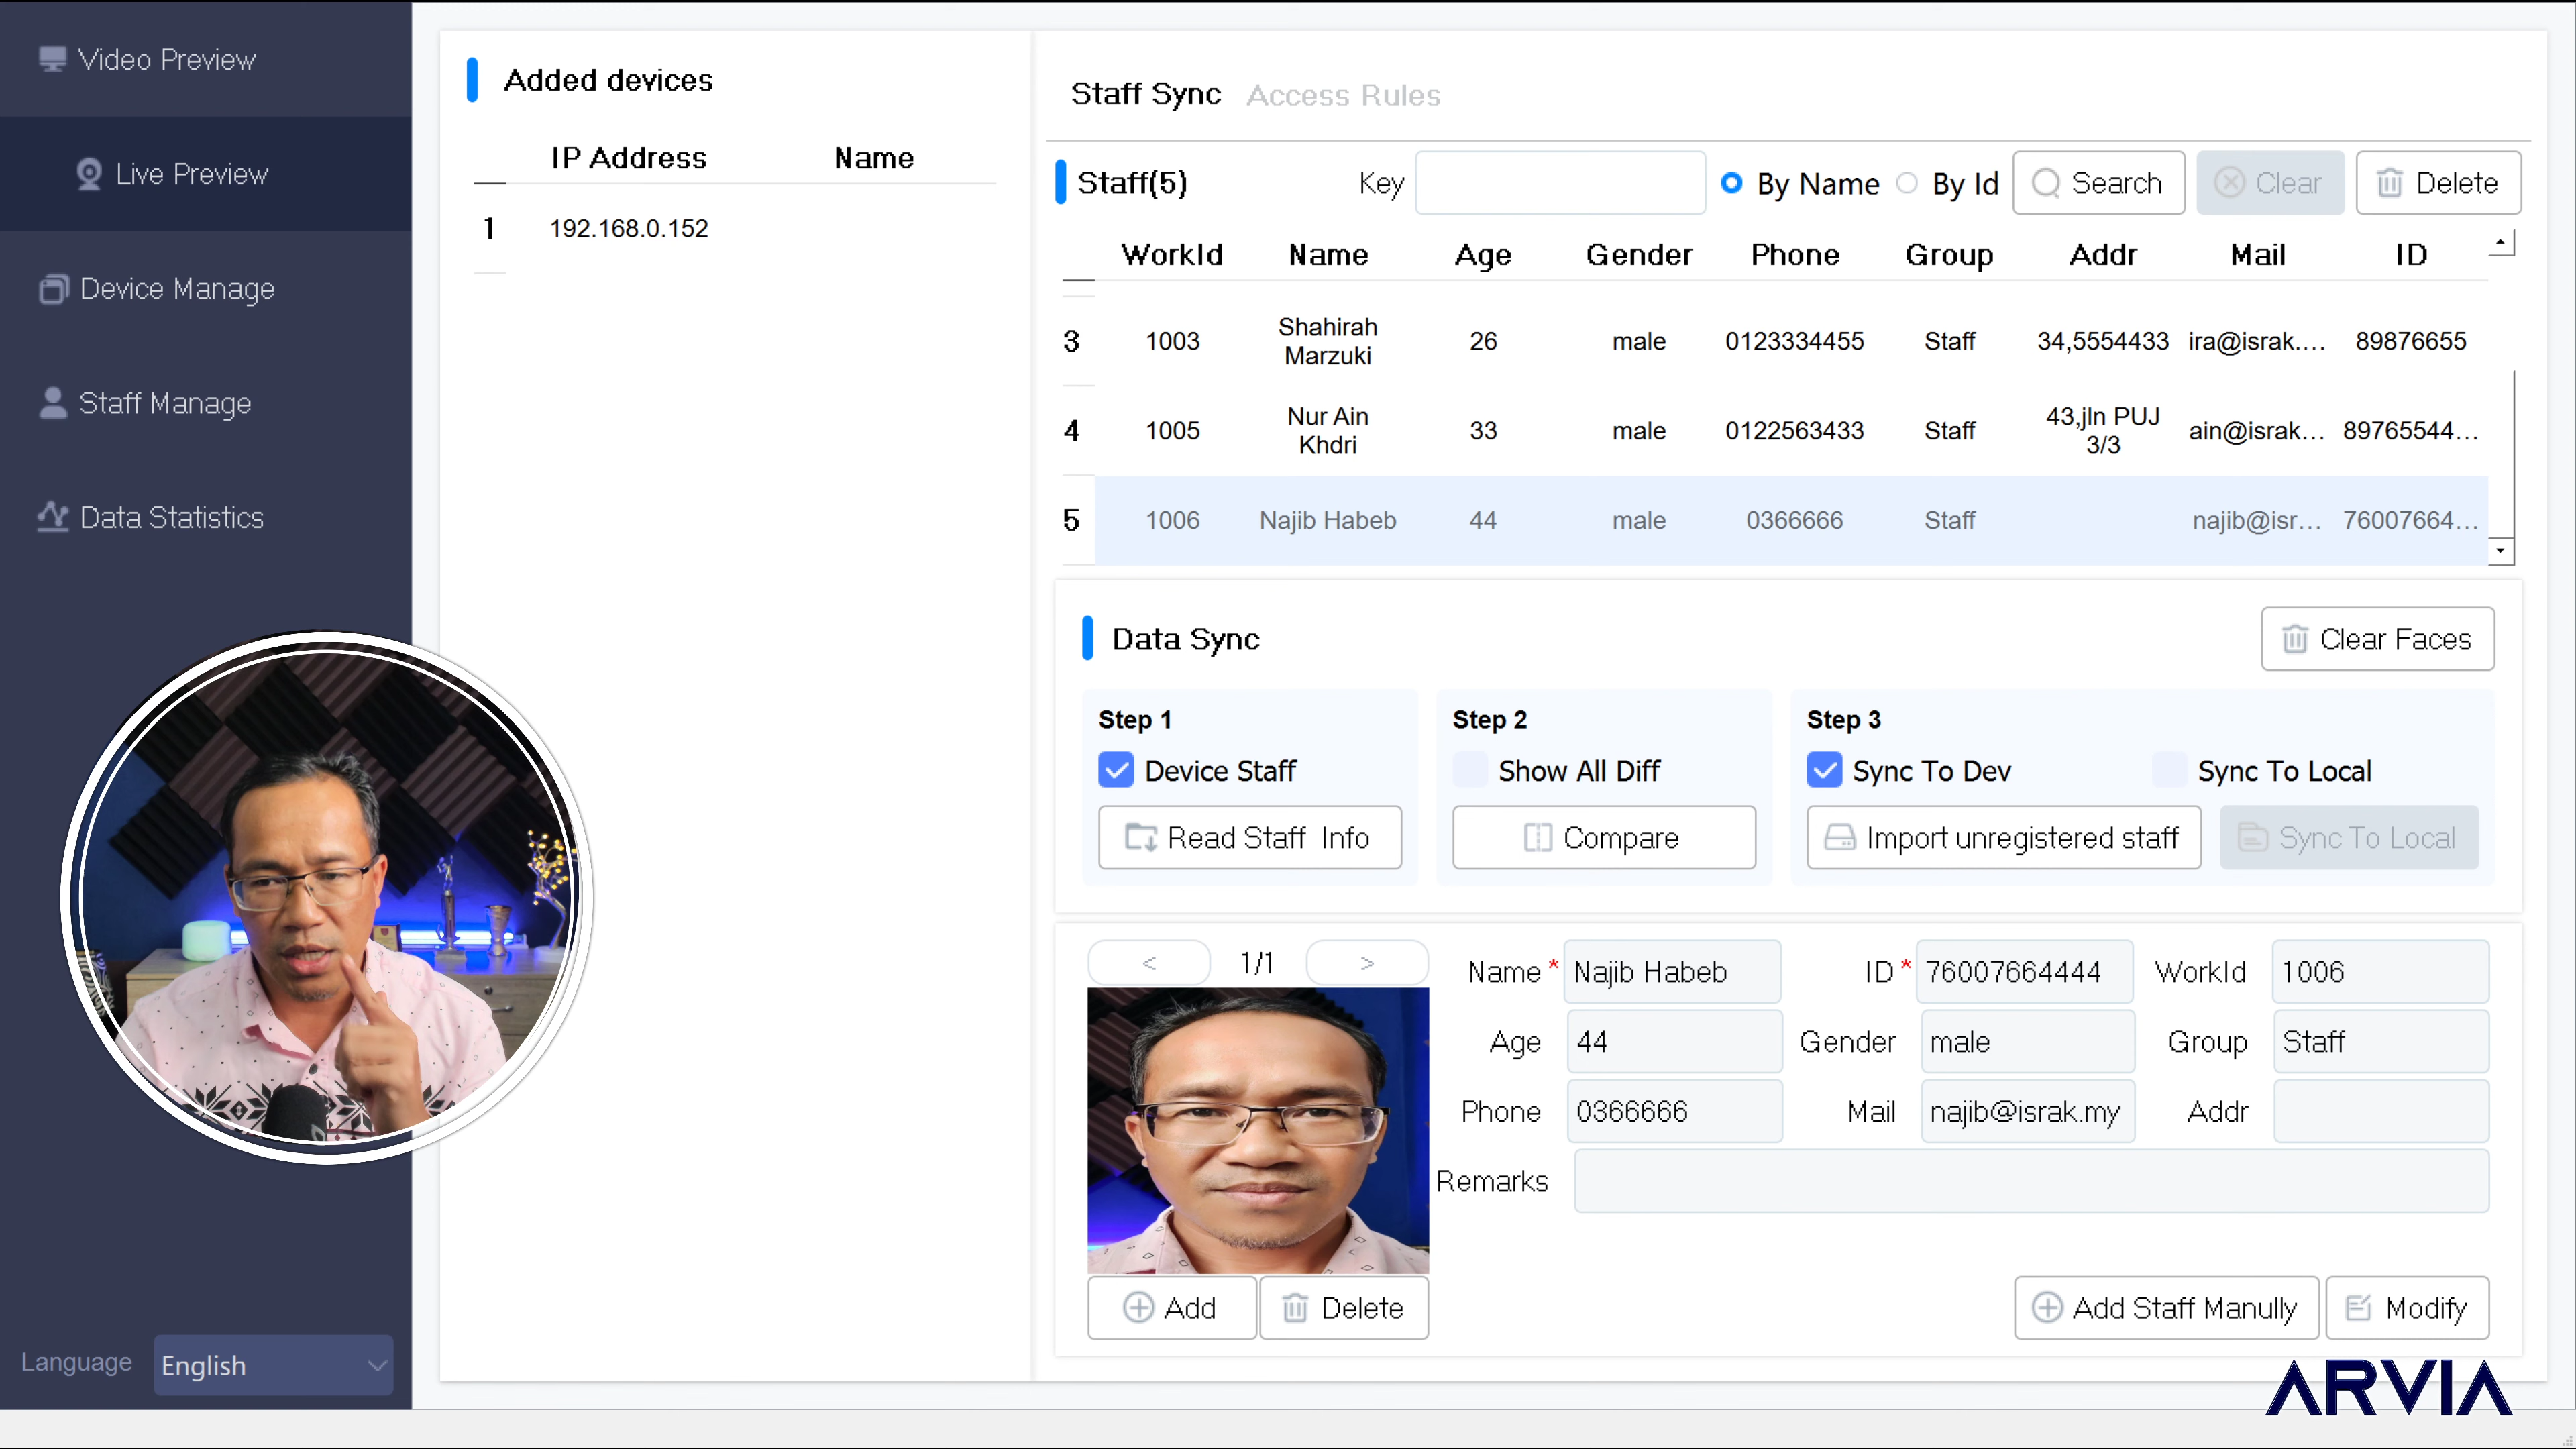 Video Preview
Live Preview
Device Manage
Staff Manage
Data Statistics
Language English
Added devices
IP Address Name
1 192.168.0.152
Staff Sync Access Rules
Staff(5) Key By Name By Id Search Clear Delete
WorkId Name Age Gender Phone Group Addr Mail ID
3 1003 Shahirah Marzuki 26 male 0123334455 Staff 34,5554433 ira@israk.... 89876655
4 1005 Nur Ain Khdri 33 male 0122563433 Staff 43,jln PUJ 3/3 ain@israk... 89765544...
5 1006 Najib Habeb 44 male 0366666 Staff najib@isr... 76007664...
Data Sync Clear Faces
Step 1 Step 2 Step 3
Device Staff Show All Diff Sync To Dev Sync To Local
Read Staff Info Compare Import unregistered staff Sync To Local
< 1/1 >
Name * Najib Habeb ID * 76007664444 WorkId 1006
Age 44 Gender male Group Staff
Phone 0366666 Mail najib@israk.my Addr
Remarks
Add Delete Add Staff Manully Modify
ARVIA